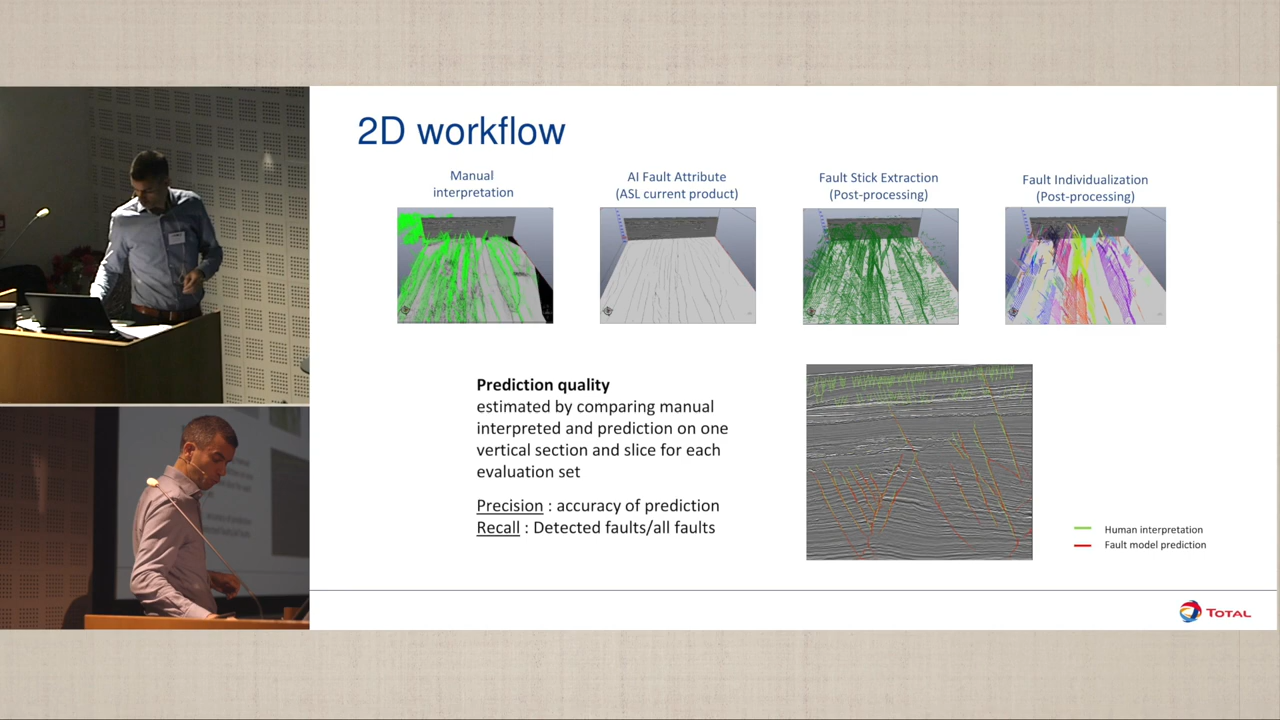 2D workflow
Manual
interpretation
AI Fault Attribute
(ASL current product)
Fault Stick Extraction
(Post-processing)
Fault Individualization
(Post-processing)
Prediction quality
estimated by comparing manual
interpreted and prediction on one
vertical section and slice for each
evaluation set
Precision : accuracy of prediction
Recall : Detected faults/all faults
Human interpretation
Fault model prediction
TOTAL